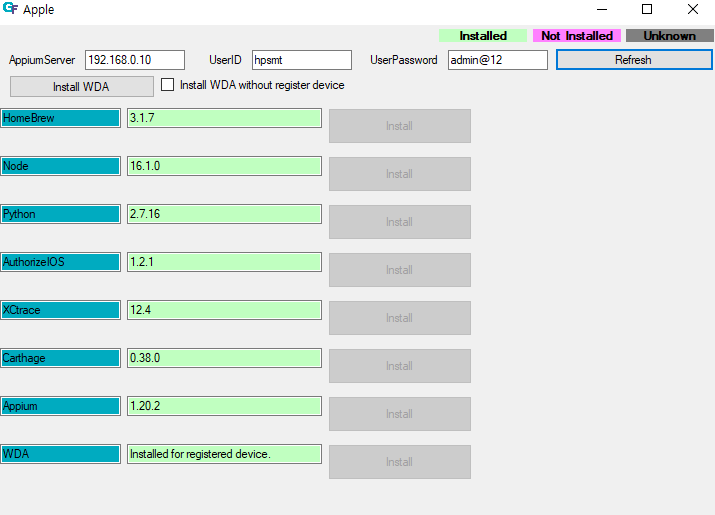 GF Apple
Installed Not Installed Unknown
AppiumServer 192.168.0.10 UserID hpsmt UserPassword admin@12 Refresh
Install WDA Install WDA without register device
HomeBrew 3.1.7 Install
Node 16.1.0 Install
Python 2.7.16 Install
AuthorizeIOS 1.2.1 Install
XCtrace 12.4 Install
Carthage 0.38.0 Install
Appium 1.20.2 Install
WDA Installed for registered device. Install